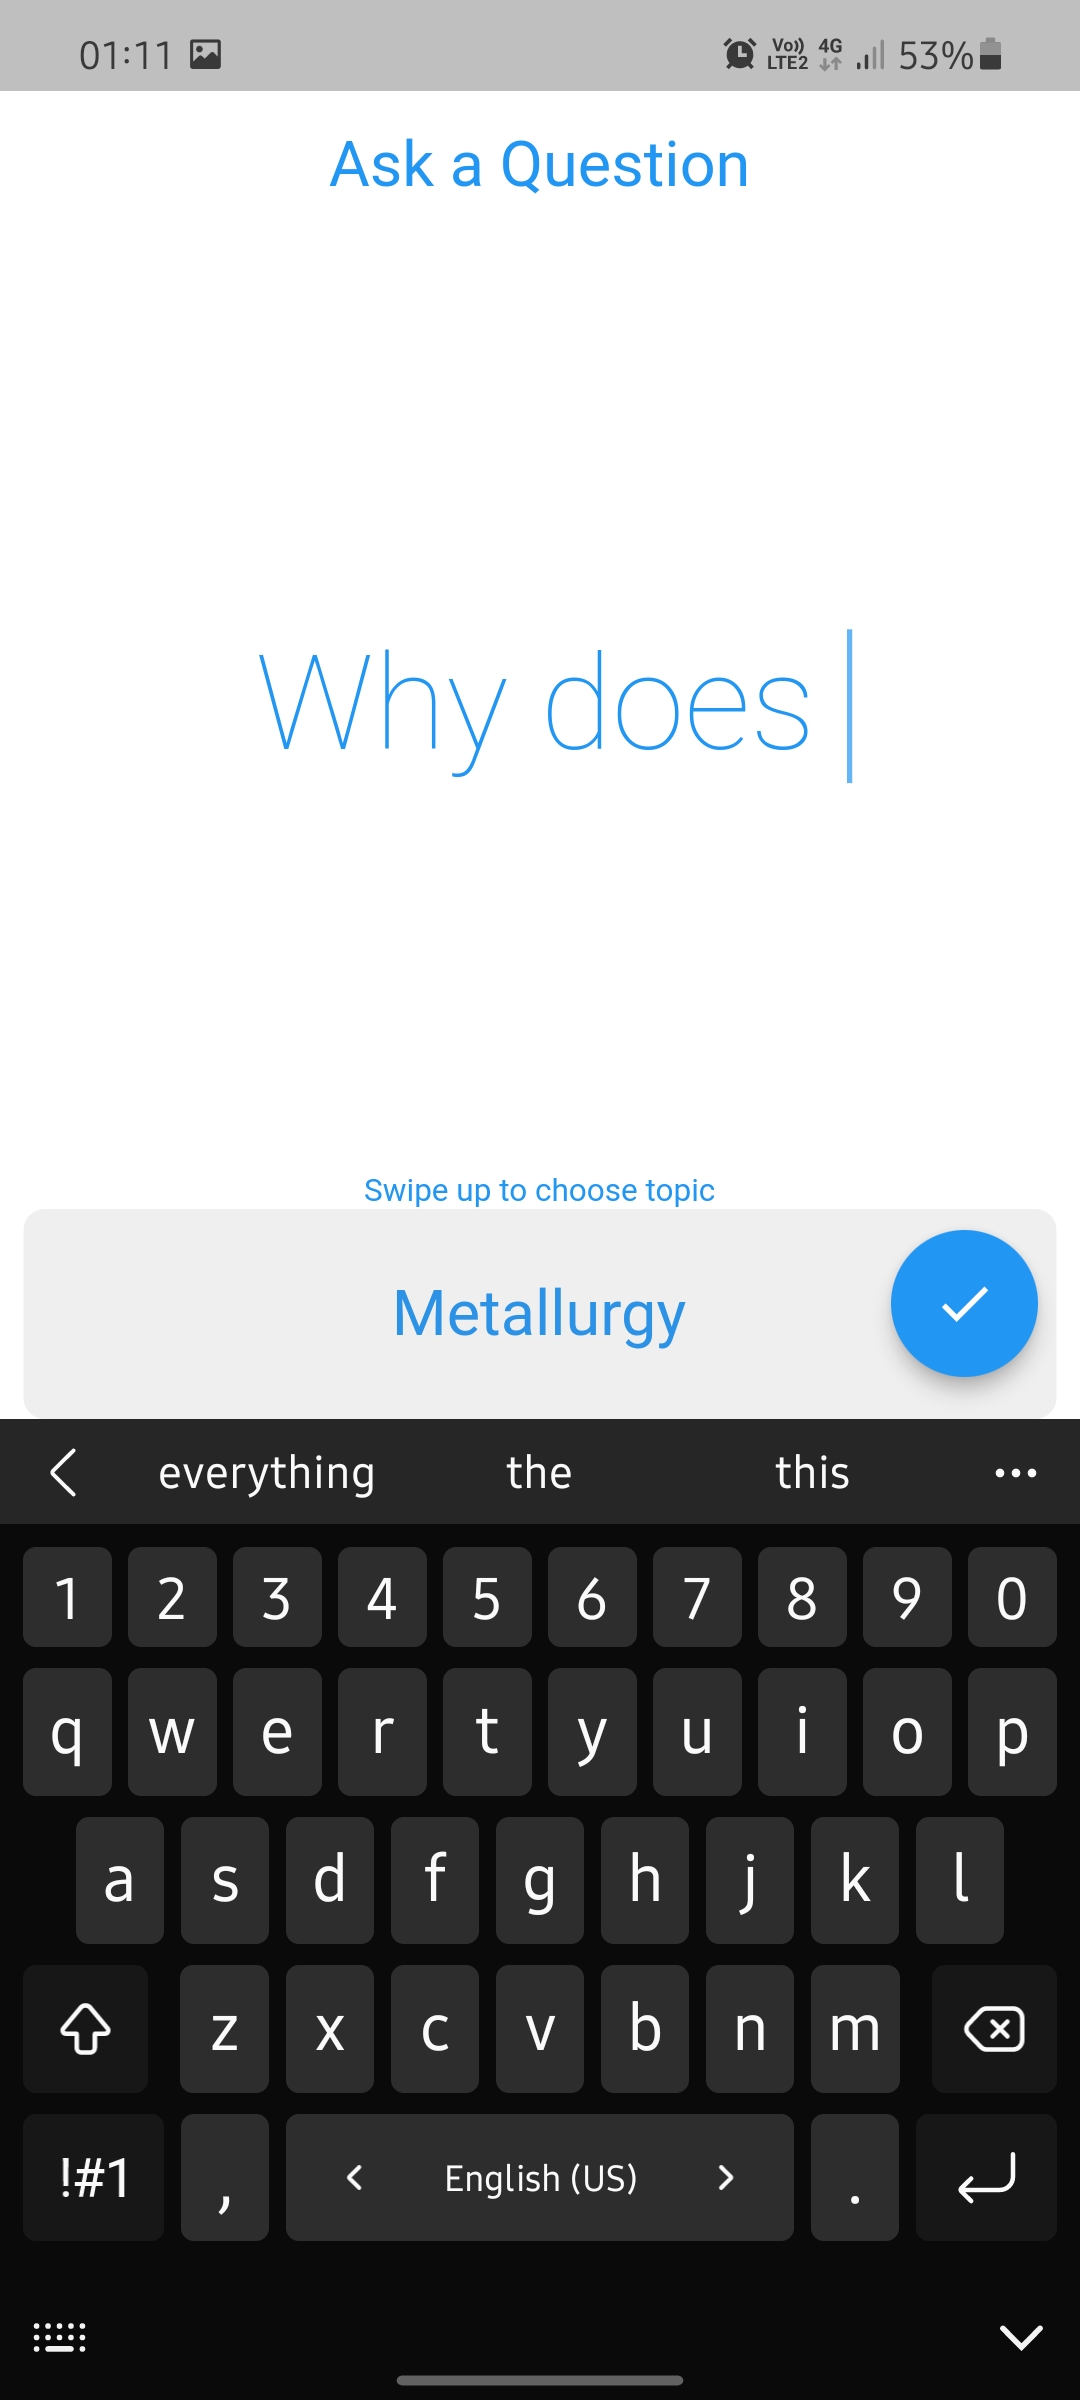 01:11 Vo)) LTE2 4G 53%
Ask a Question
Why does
Swipe up to choose topic
Metallurgy
everything the this
1 2 3 4 5 6 7 8 9 0
q w e r t y u i o p
a s d f g h j k l
z x c v b n m
!#1 , English (US) .